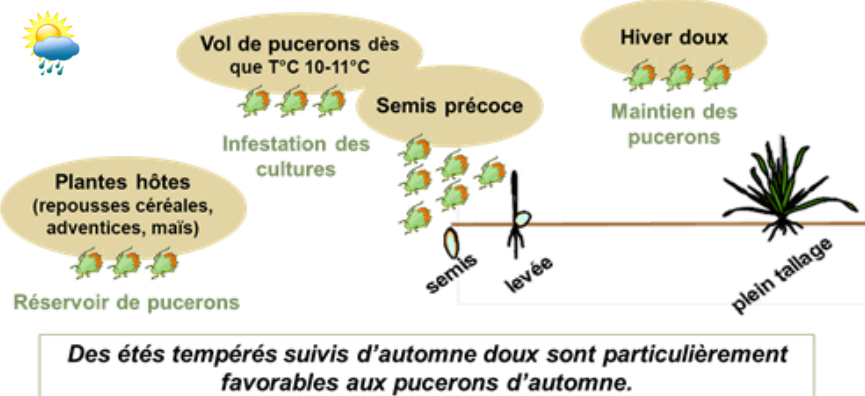 Vol de pucerons dès
que T°C 10-11°C
Infestation des
cultures
Semis précoce
Hiver doux
Maintien des
pucerons
Plantes hôtes
(repousses céréales,
adventices, maïs)
Réservoir de pucerons
semis
levée
plein tallage
Des étés tempérés suivis d’automne doux sont particulièrement
favorables aux pucerons d’automne.